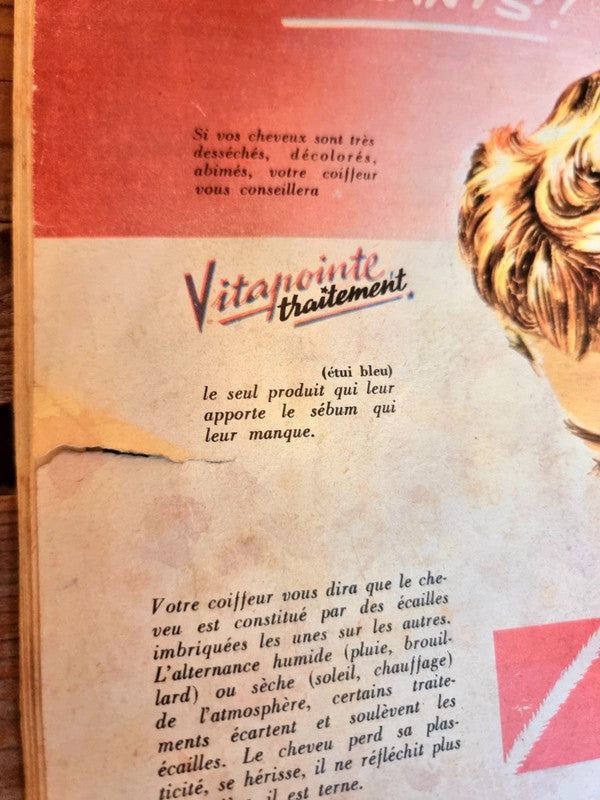 Si vos cheveux sont très
desséchés, décolorés,
abimés, votre coiffeur
vous conseillera
Vitapointe
traitement.
(étui bleu)
le seul produit qui leur
apporte le sébum qui
leur manque.
Votre coiffeur vous dira que le che-
veu est constitué par des écailles
imbriquées les unes sur les autres.
L'alternance humide (pluie, brouil-
lard) ou sèche (soleil, chauffage)
de l'atmosphère, certains traite-
ments écartent et soulèvent les
écailles. Le cheveu perd sa plas-
ticité, se hérisse, il ne réfléchit plus
il est terne.